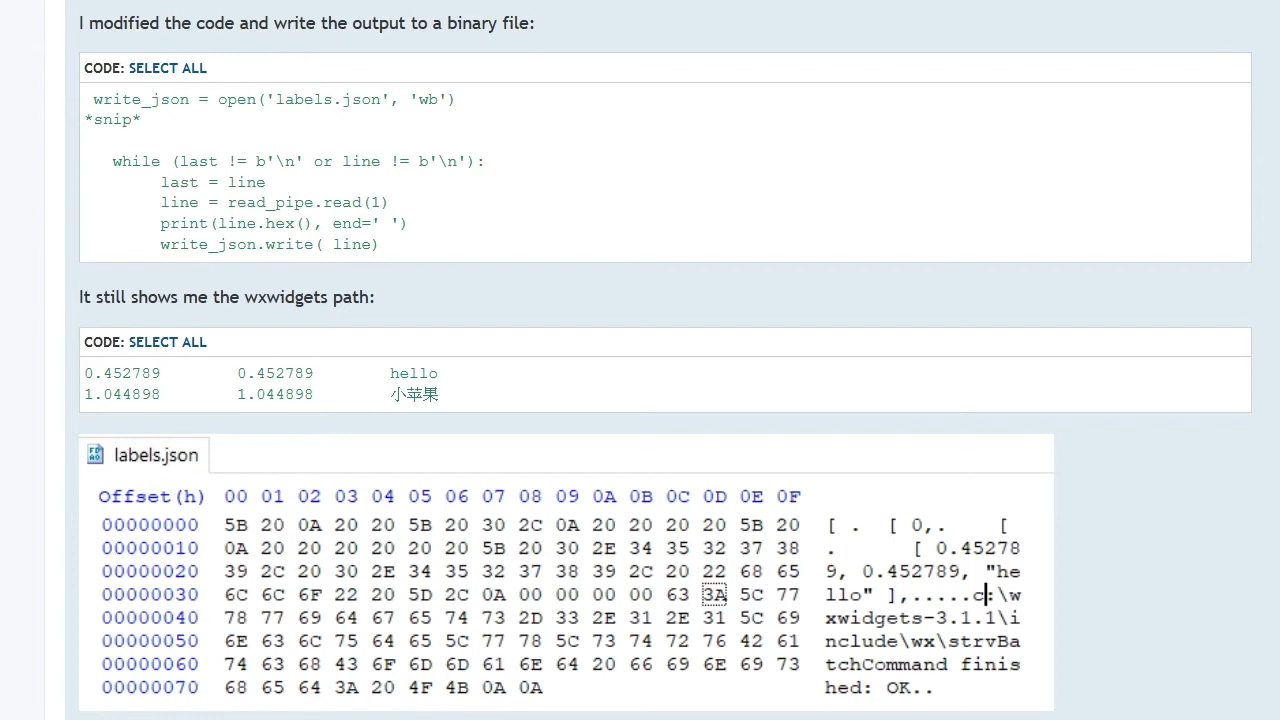 I modified the code and write the output to a binary file:
CODE: SELECT ALL
write_json = open('labels.json', 'wb')
*snip*
while (last != b'\n' or line != b'\n'):
last = line
line = read_pipe.read(1)
print(line.hex(), end=' ')
write_json.write( line)
It still shows me the wxwidgets path:
CODE: SELECT ALL
0.452789 0.452789 hello
1.044898 1.044898 小苹果
labels.json
Offset(h) 00 01 02 03 04 05 06 07 08 09 0A 0B 0C 0D 0E 0F
00000000 5B 20 0A 20 20 5B 20 30 2C 0A 20 20 20 20 5B 20 [ . [ 0,. [
00000010 0A 20 20 20 20 20 20 5B 20 30 2E 34 35 32 37 38 . [ 0.45278
00000020 39 2C 20 30 2E 34 35 32 37 38 39 2C 20 22 68 65 9, 0.452789, "he
00000030 6C 6C 6F 22 20 5D 2C 0A 00 00 00 00 63 3A 5C 77 llo" ],.....c:\w
00000040 78 77 69 64 67 65 74 73 2D 33 2E 31 2E 31 5C 69 xwidgets-3.1.1\i
00000050 6E 63 6C 75 64 65 5C 77 78 5C 73 74 72 76 42 61 nclude\wx\strvBa
00000060 74 63 68 43 6F 6D 6D 61 6E 64 20 66 69 6E 69 73 tchCommand finis
00000070 68 65 64 3A 20 4F 4B 0A 0A hed: OK..